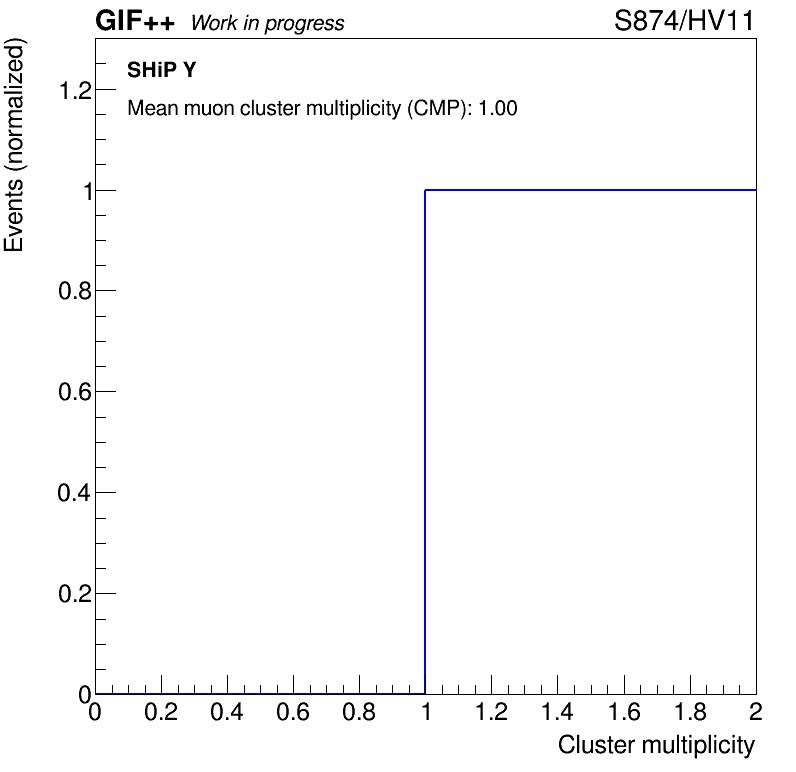 GIF++ Work in progress S874/HV11
SHiP Y
Mean muon cluster multiplicity (CMP): 1.00
Events (normalized)
1.2
1
0.8
0.6
0.4
0.2
0
0 0.2 0.4 0.6 0.8 1 1.2 1.4 1.6 1.8 2
Cluster multiplicity